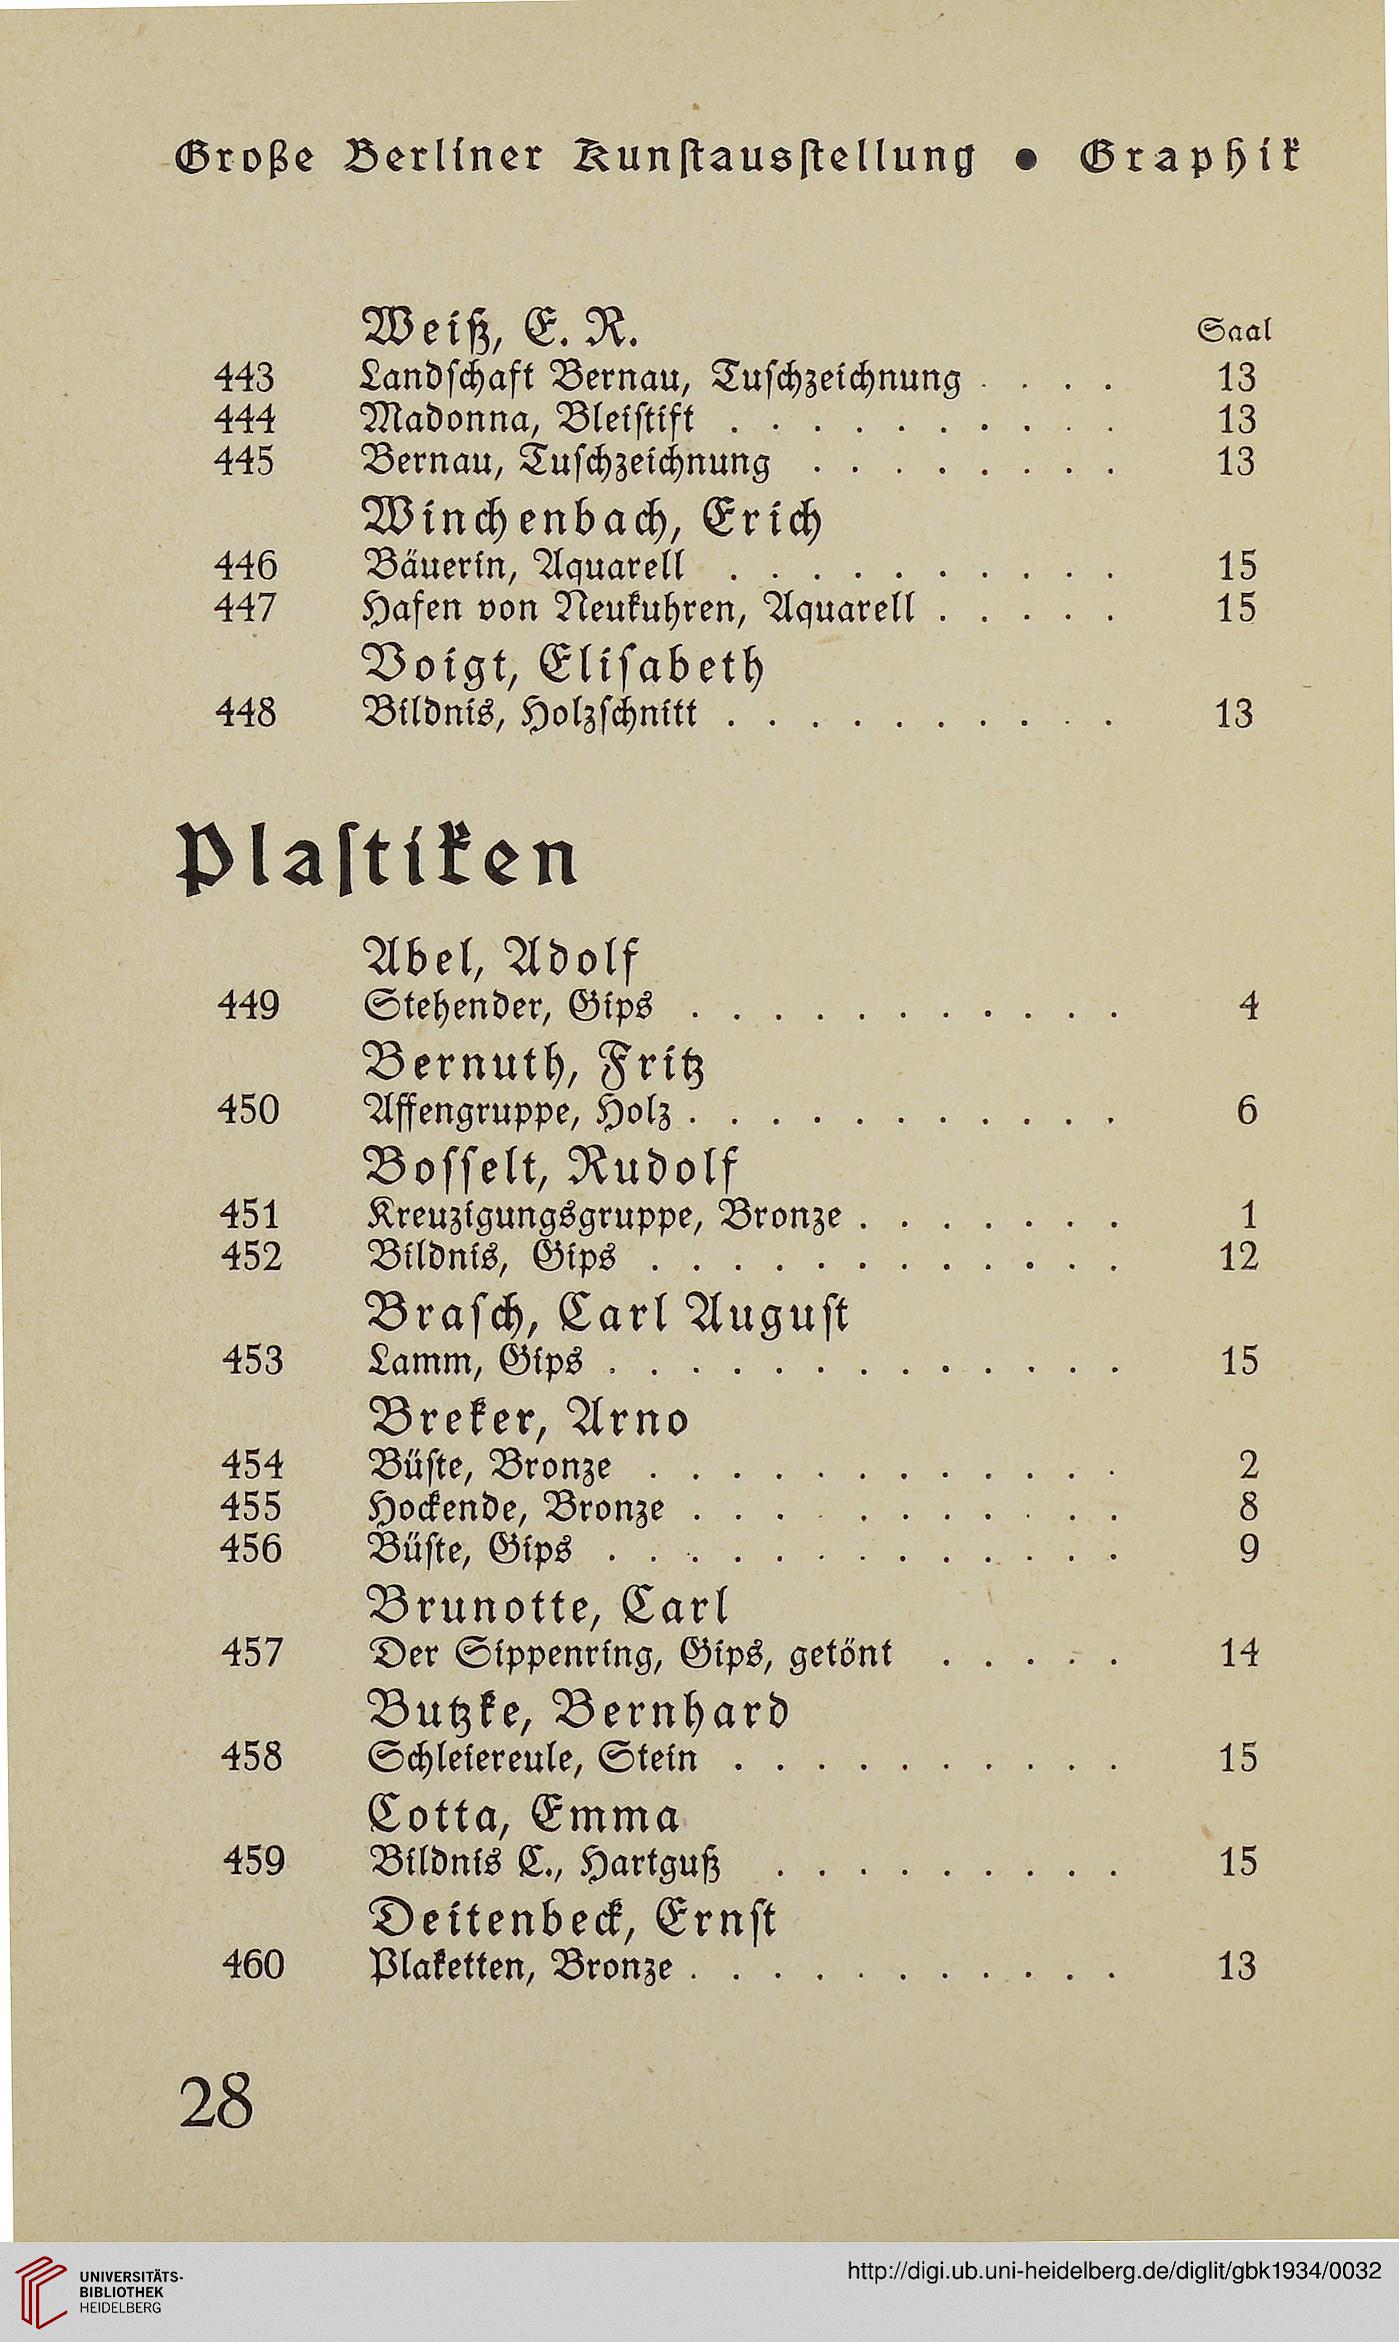 Große Berliner Kunstausstellung • Graphik
Weiß, E. R. Saal
443 Landschaft Bernau, Tuschzeichnung . . . . 13
444 Madonna, Bleistift . . . . . . . . . . 13
445 Bernau, Tuschzeichnung . . . . . . . . 13
Winchenbach, Erich
446 Bäuerin, Aquarell . . . . . . . . . . 15
447 Hafen von Neukuhren, Aquarell . . . . . 15
Voigt, Elisabeth
448 Bildnis, Holzschnitt . . . . . . . . . . 13
Plastiken
Abel, Adolf
449 Stehender, Gips . . . . . . . . . . . 4
Bernuth, Fritz
450 Affengruppe, Holz . . . . . . . . . . . 6
Bosselt, Rudolf
451 Kreuzigungsgruppe, Bronze . . . . . . . 1
452 Bildnis, Gips . . . . . . . . . . . . 12
Brasch, Carl August
453 Lamm, Gips . . . . . . . . . . . . . 15
Breker, Arno
454 Büste, Bronze . . . . . . . . . . . . 2
455 Hockende, Bronze . . . . . . . . . . . 8
456 Büste, Gips . . . . . . . . . . . . . 9
Brunotte, Carl
457 Der Sippenring, Gips, getönt . . . . . 14
Butzke, Bernhard
458 Schleiereule, Stein . . . . . . . . . . 15
Cotta, Emma
459 Bildnis C., Hartguß . . . . . . . . . 15
Deitenbeck, Ernst
460 Plaketten, Bronze . . . . . . . . . . . 13
28
UNIVERSITÄTS-
BIBLIOTHEK
HEIDELBERG
http://digi.ub.uni-heidelberg.de/diglit/gbk1934/0032